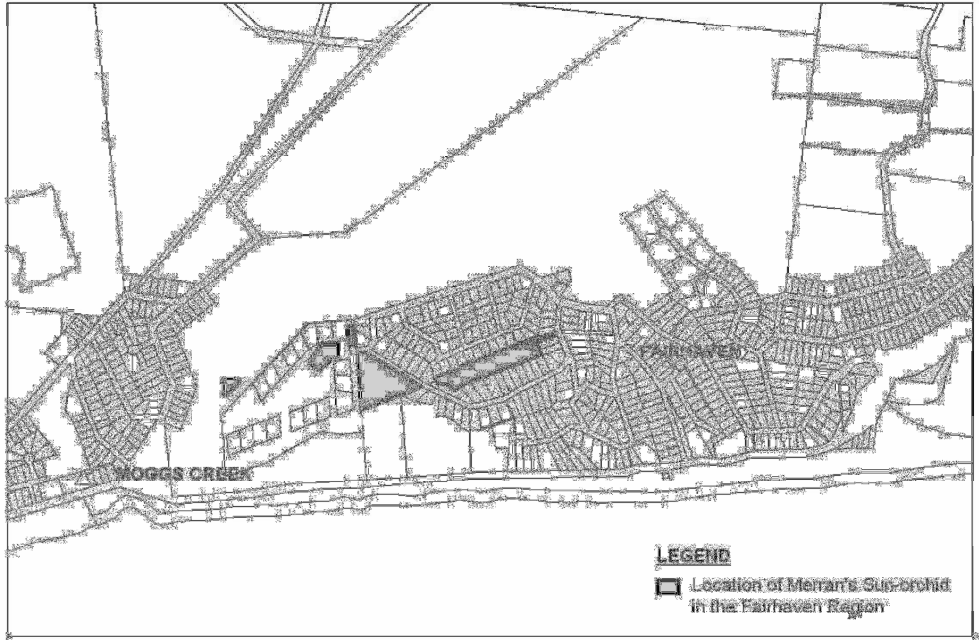 FAIRHAVEN
MOGGS CREEK
LEGEND
Location of Merran's Sun-orchid
in the Fairhaven Region